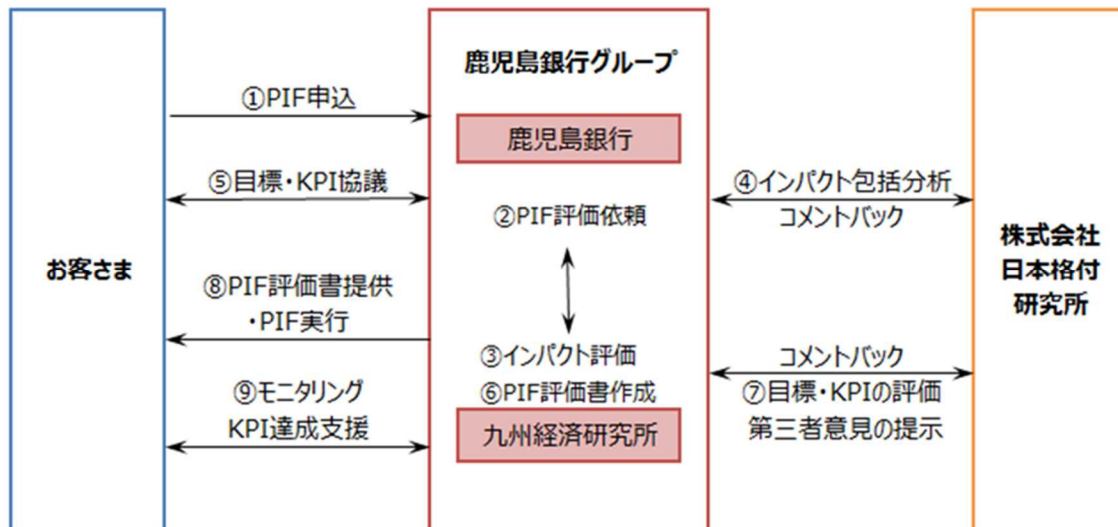 お客さま
①PIF申込
⑤目標・KPI協議
⑧PIF評価書提供
・PIF実行
⑨モニタリング
KPI達成支援
鹿児島銀行グループ
鹿児島銀行
②PIF評価依頼
③インパクト評価
⑥PIF評価書作成
九州経済研究所
④インパクト包括分析
コメントバック
コメントバック
⑦目標・KPIの評価
第三者意見の提示
株式会社
日本格付
研究所